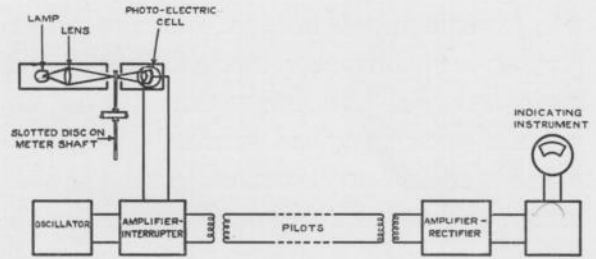 LAMP
LENS
PHOTO-ELECTRIC
CELL
SLOTTED DISC ON
METER SHAFT
INDICATING
INSTRUMENT
OSCILLATOR
AMPLIFIER-
INTERRUPTER
PILOTS
AMPLIFIER-
RECTIFIER